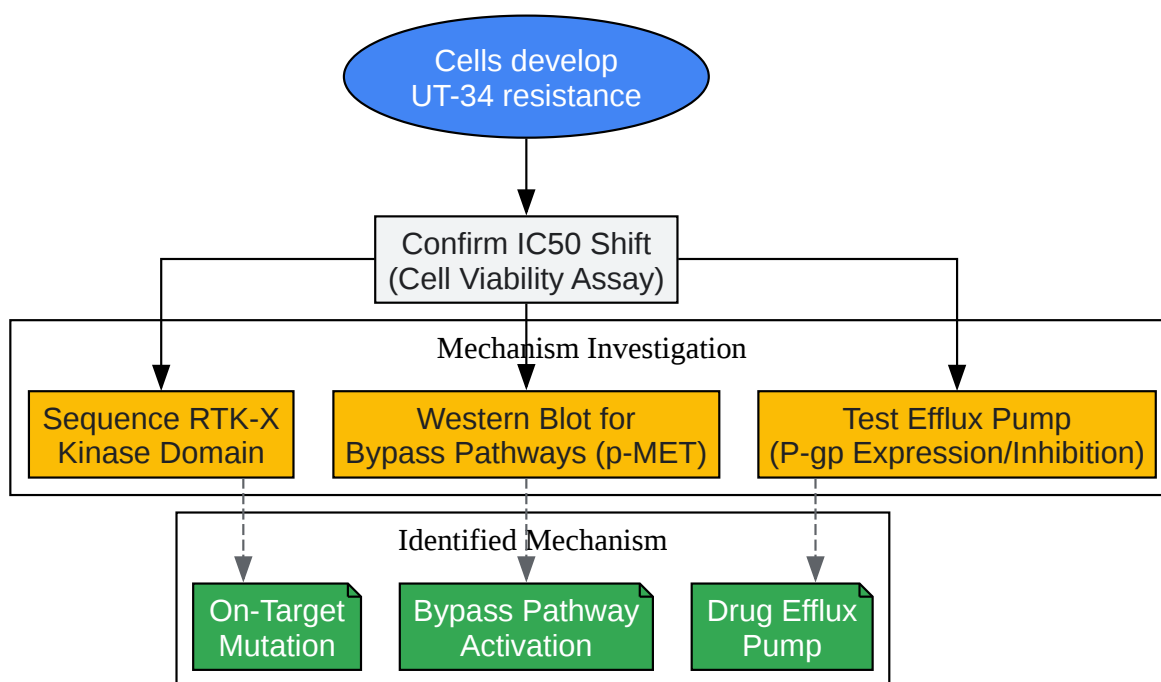 Cells develop
UT-34 resistance
Confirm IC50 Shift
(Cell Viability Assay)
Mechanism Investigation
Sequence RTK-X
Kinase Domain
Western Blot for
Bypass Pathways (p-MET)
Test Efflux Pump
(P-gp Expression/Inhibition)
Identified Mechanism
On-Target
Mutation
Bypass Pathway
Activation
Drug Efflux
Pump